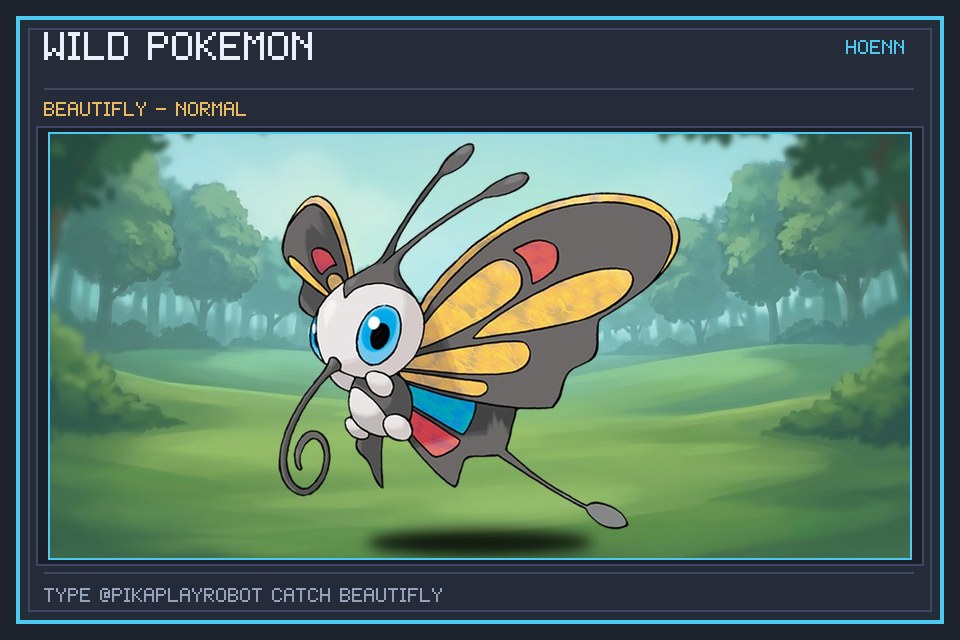 WILD POKEMON
HOENN
BEAUTIFLY - NORMAL
TYPE @PIKAPLAYROBOT CATCH BEAUTIFLY